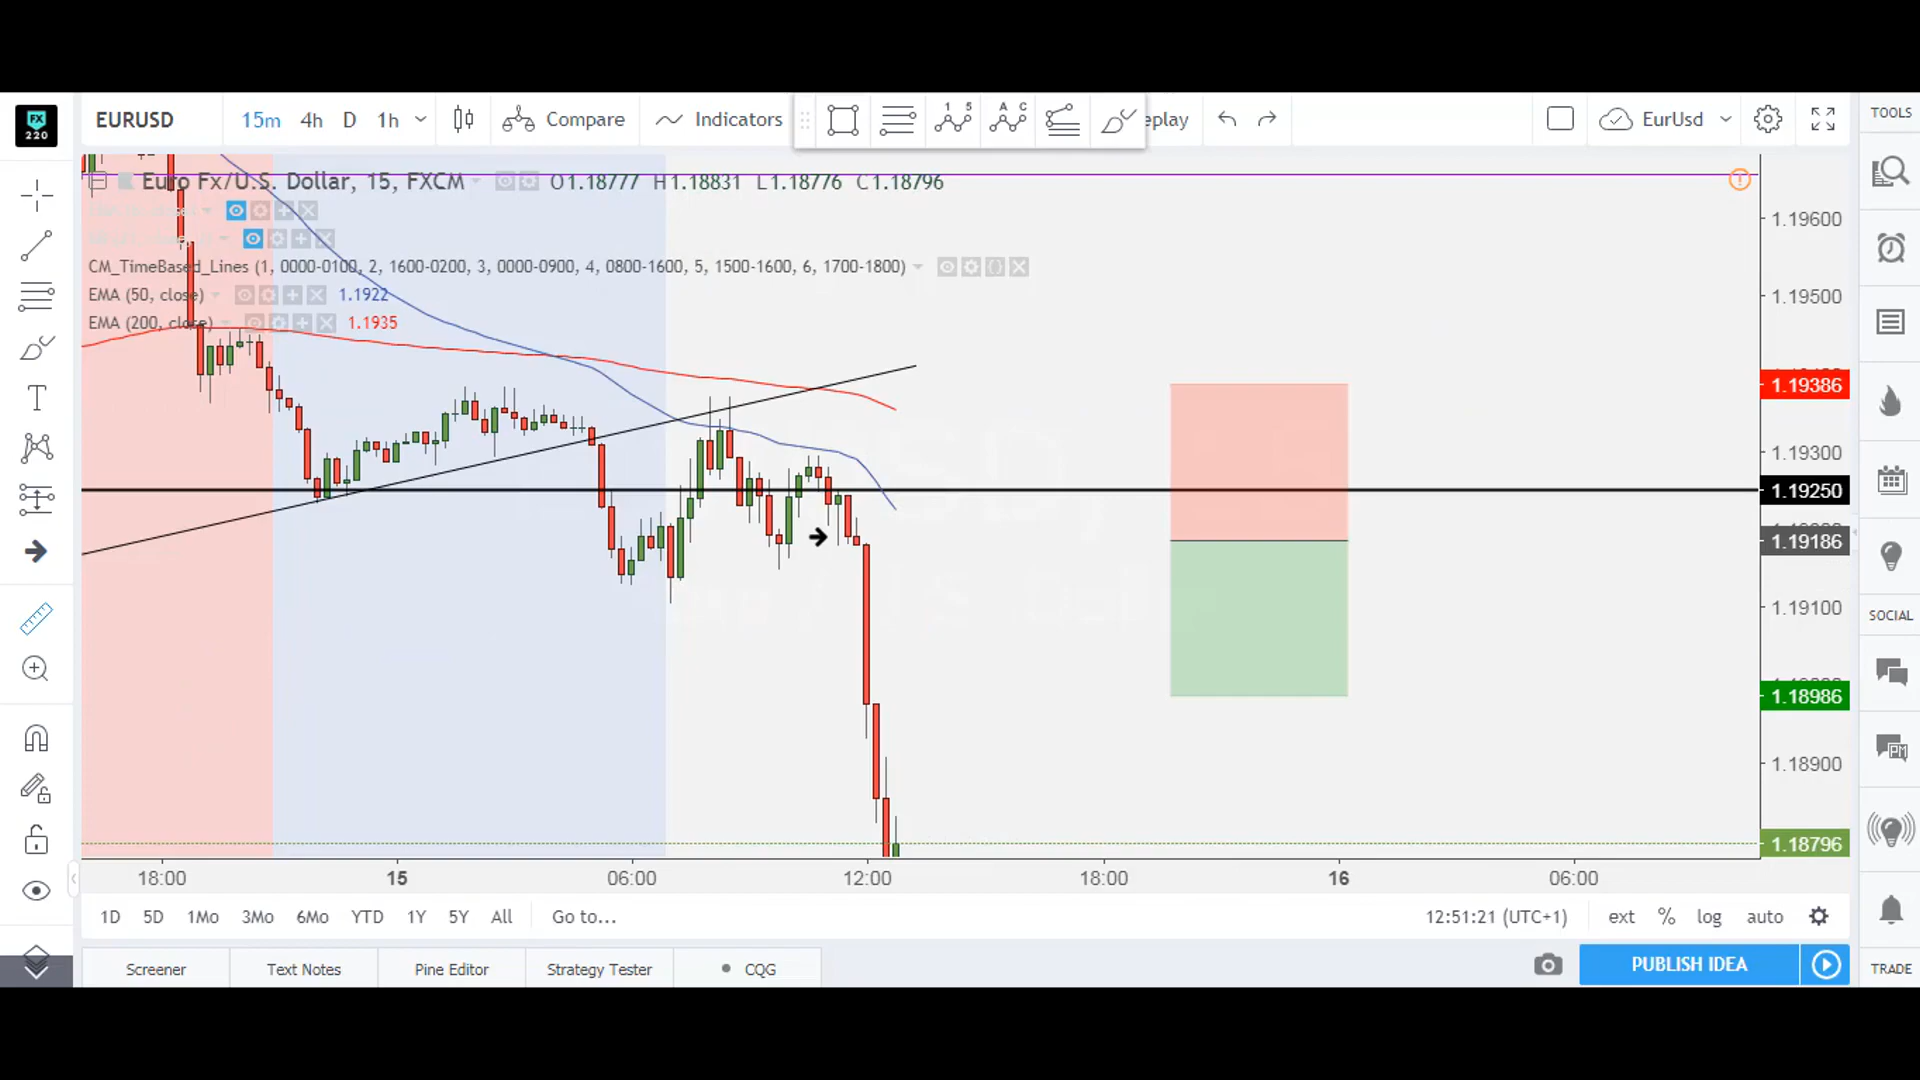 FX
220
EURUSD
15m 4h D 1h Compare Indicators eplay EurUsd
1 5
A C
TOOLS
Euro Fx/U.S. Dollar, 15, FXCM O1.18777 H1.18831 L1.18776 C1.18796
CM_TimeBased_Lines (1, 0000-0100, 2, 1600-0200, 3, 0000-0900, 4, 0800-1600, 5, 1500-1600, 6, 1700-1800)
EMA (50, close) 1.1922
EMA (200, close) 1.1935
1.19600
1.19500
1.19386
1.19300
1.19250
1.19186
1.19100
1.18986
1.18900
1.18796
SOCIAL
PM
18:00 15 06:00 12:00 18:00 16 06:00
1D 5D 1Mo 3Mo 6Mo YTD 1Y 5Y All Go to... 12:51:21 (UTC+1) ext % log auto
Screener Text Notes Pine Editor Strategy Tester CQG PUBLISH IDEA
TRADE